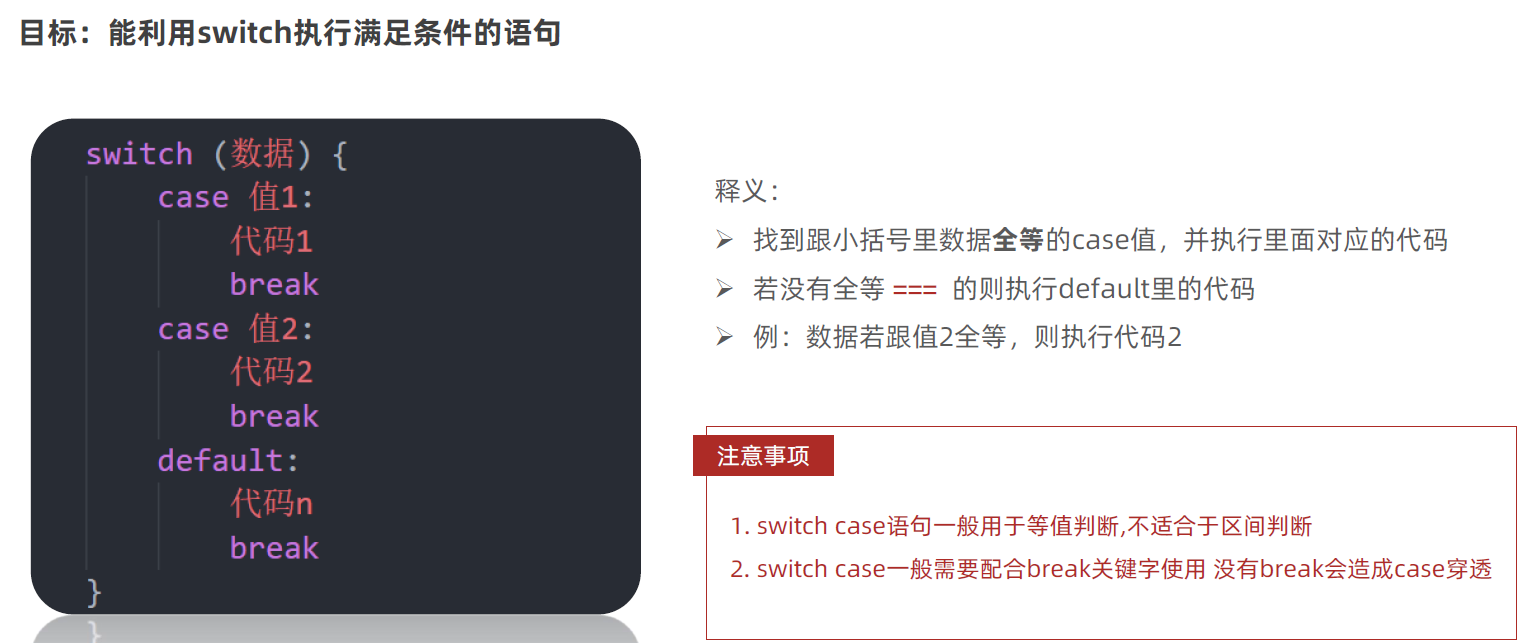 目标：能利用switch执行满足条件的语句
switch (数据) {
case 值1:
代码1
break
case 值2:
代码2
break
default:
代码n
break
}
释义：
➢ 找到跟小括号里数据全等的case值，并执行里面对应的代码
➢ 若没有全等 === 的则执行default里的代码
➢ 例：数据若跟值2全等，则执行代码2
注意事项
1. switch case语句一般用于等值判断,不适合于区间判断
2. switch case一般需要配合break关键字使用 没有break会造成case穿透